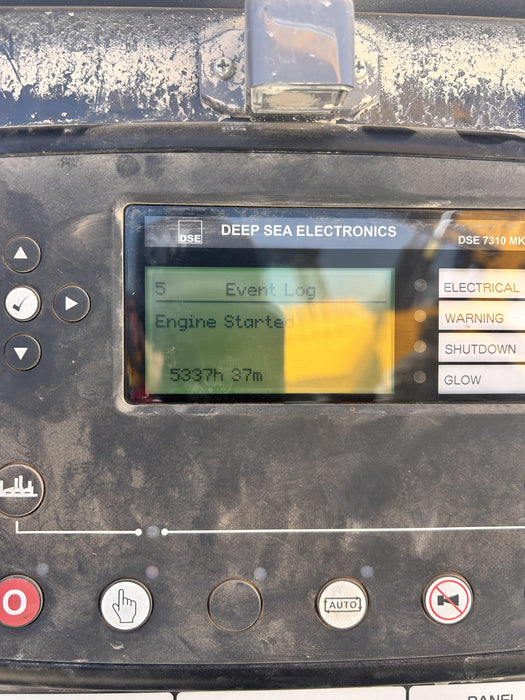 DSE
DEEP SEA ELECTRONICS
DSE 7310 MK
5 Event Log
Engine Started
5337h 37m
ELECTRICAL
WARNING
SHUTDOWN
GLOW
O
AUTO
PANEL